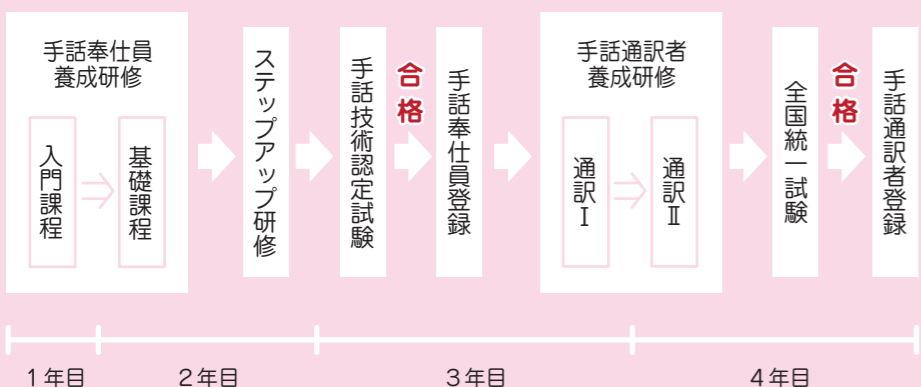 手話奉仕員
養成研修
入門課程
基礎課程
ステップアップ研修
手話技術認定試験
合格
手話奉仕員登録
手話通訳者
養成研修
通訳Ⅰ
通訳Ⅱ
全国統一試験
合格
手話通訳者登録
1年目
2年目
3年目
4年目